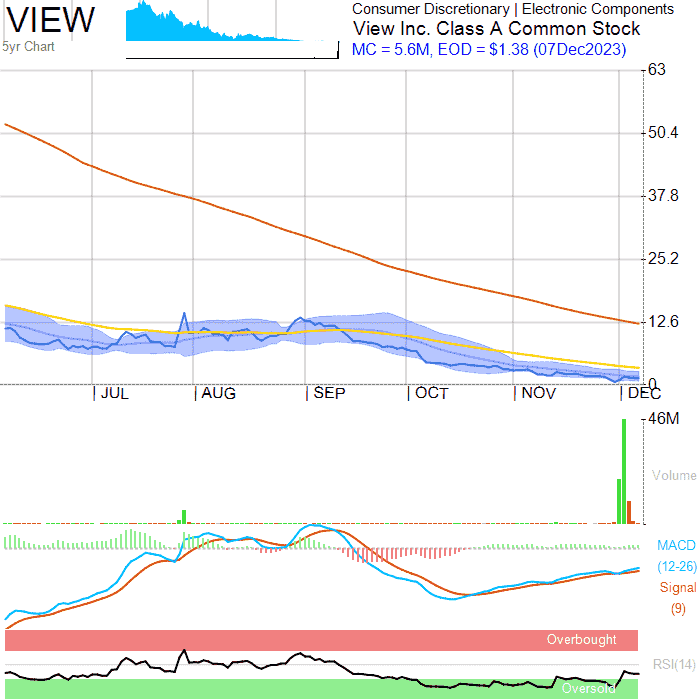 VIEW
5yr Chart
Consumer Discretionary | Electronic Components
View Inc. Class A Common Stock
MC = 5.6M, EOD = $1.38 (07Dec2023)
63
50.4
37.8
25.2
12.6
0
JUL AUG SEP OCT NOV DEC
46M
Volume
MACD
(12-26)
Signal
(9)
Overbought
RSI(14)
Oversold